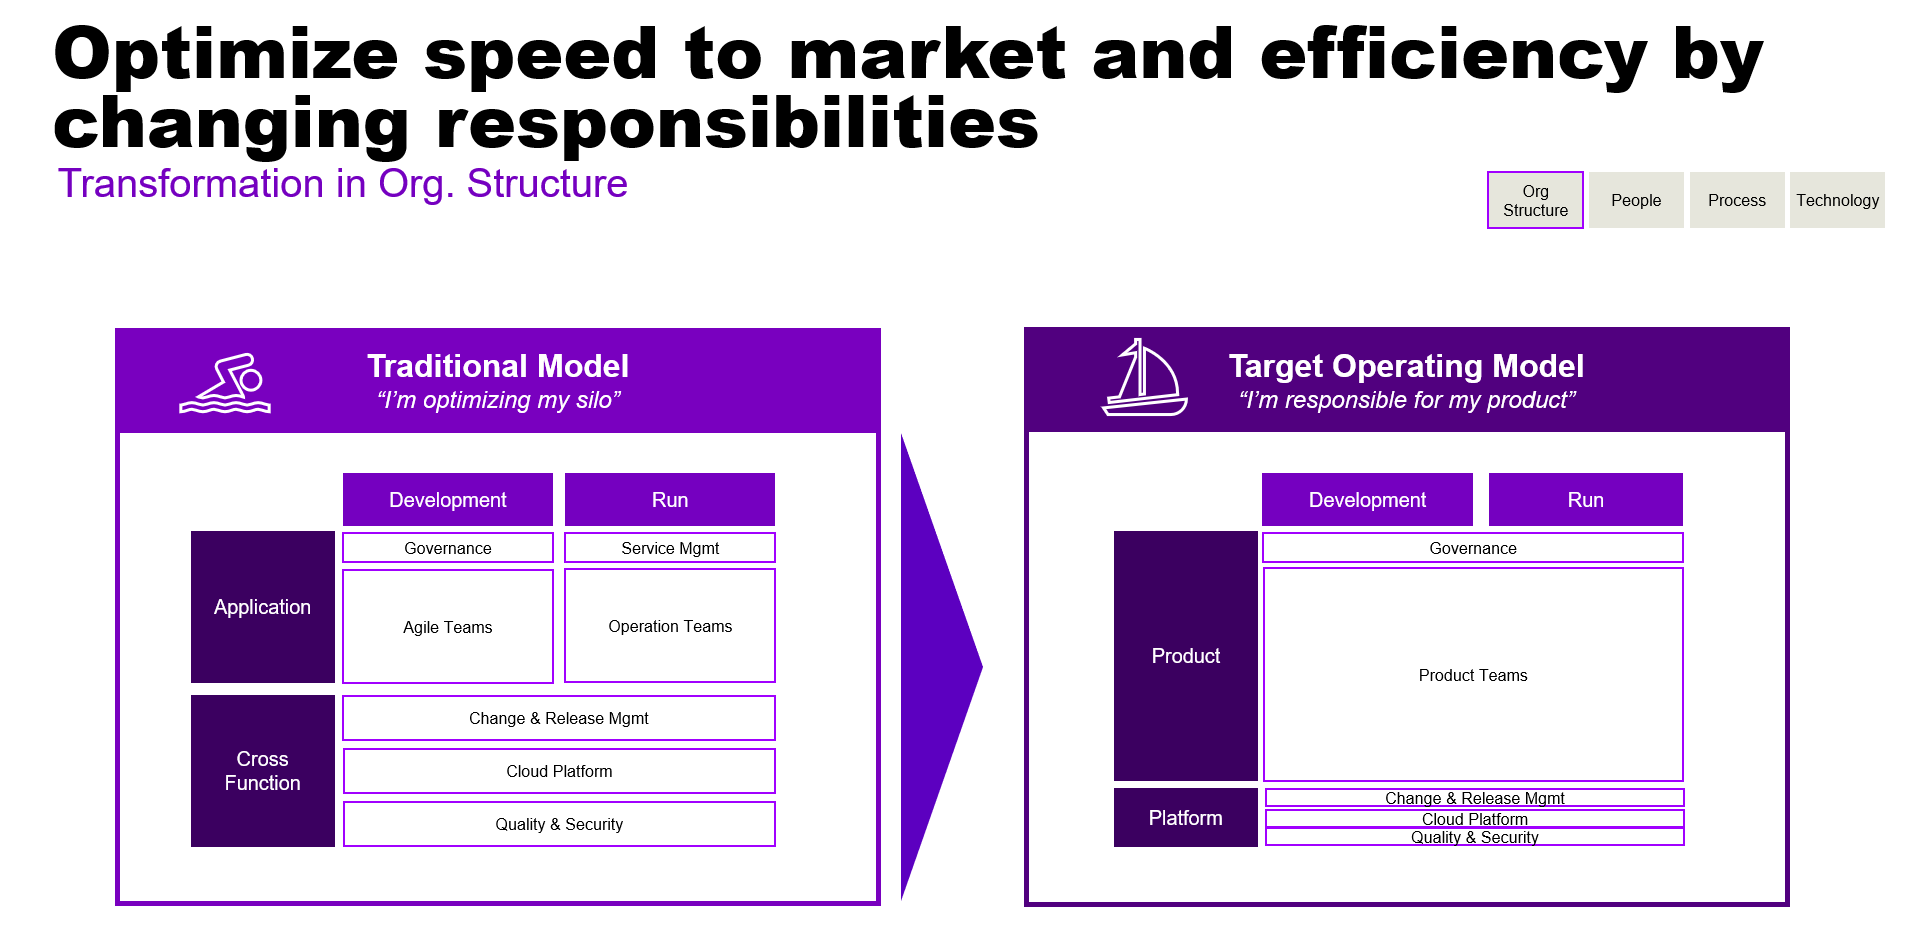 Optimize speed to market and efficiency by
changing responsibilities
Transformation in Org. Structure
Org
Structure
People
Process
Technology
Traditional Model
“I’m optimizing my silo”
Development
Run
Application
Governance
Service Mgmt
Agile Teams
Operation Teams
Cross
Function
Change & Release Mgmt
Cloud Platform
Quality & Security
Target Operating Model
“I’m responsible for my product”
Development
Run
Product
Governance
Product Teams
Platform
Change & Release Mgmt
Cloud Platform
Quality & Security